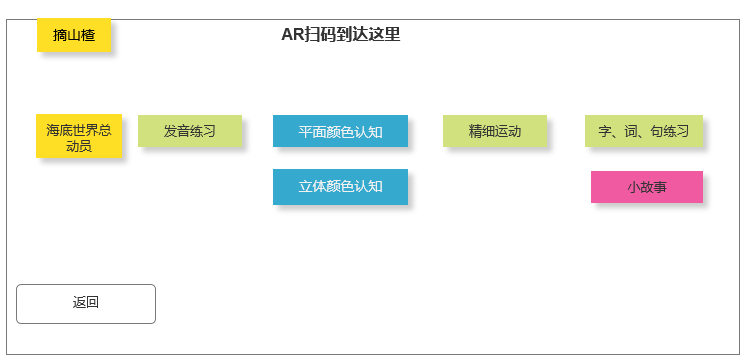 摘山楂
AR扫码到达这里
海底世界总
动员
发音练习
平面颜色认知
精细运动
字、词、句练习
立体颜色认知
小故事
返回